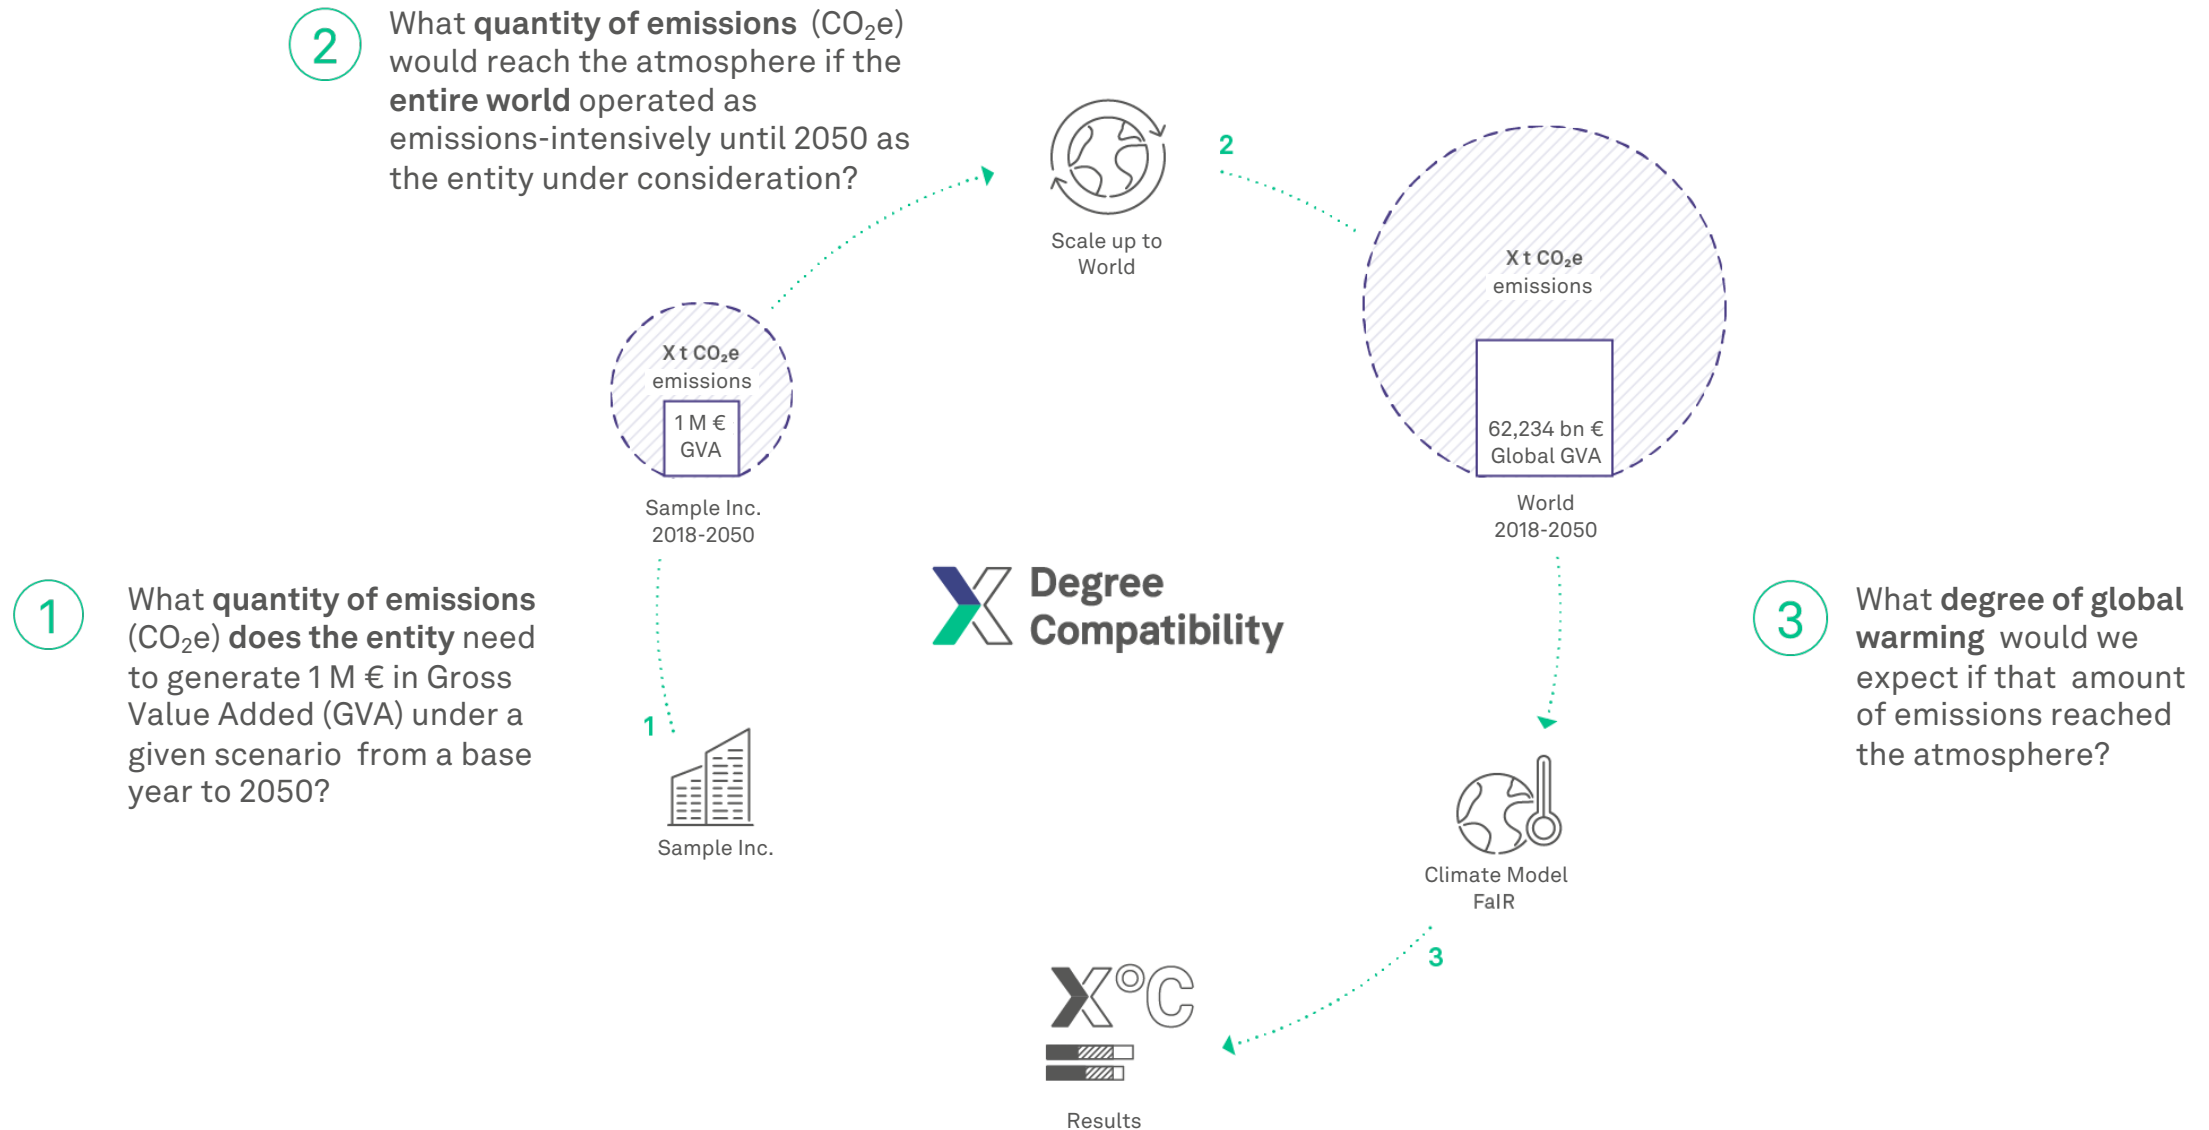 2
What quantity of emissions (CO₂e)
would reach the atmosphere if the
entire world operated as
emissions-intensively until 2050 as
the entity under consideration?
Scale up to
World
2
X t CO₂e
emissions
62,234 bn €
Global GVA
World
2018-2050
X t CO₂e
emissions
1 M €
GVA
Sample Inc.
2018-2050
X Degree
Compatibility
1
What quantity of emissions
(CO₂e) does the entity need
to generate 1 M € in Gross
Value Added (GVA) under a
given scenario from a base
year to 2050?
1
Sample Inc.
3
What degree of global
warming would we
expect if that amount
of emissions reached
the atmosphere?
Climate Model
FaIR
3
X°C
Results